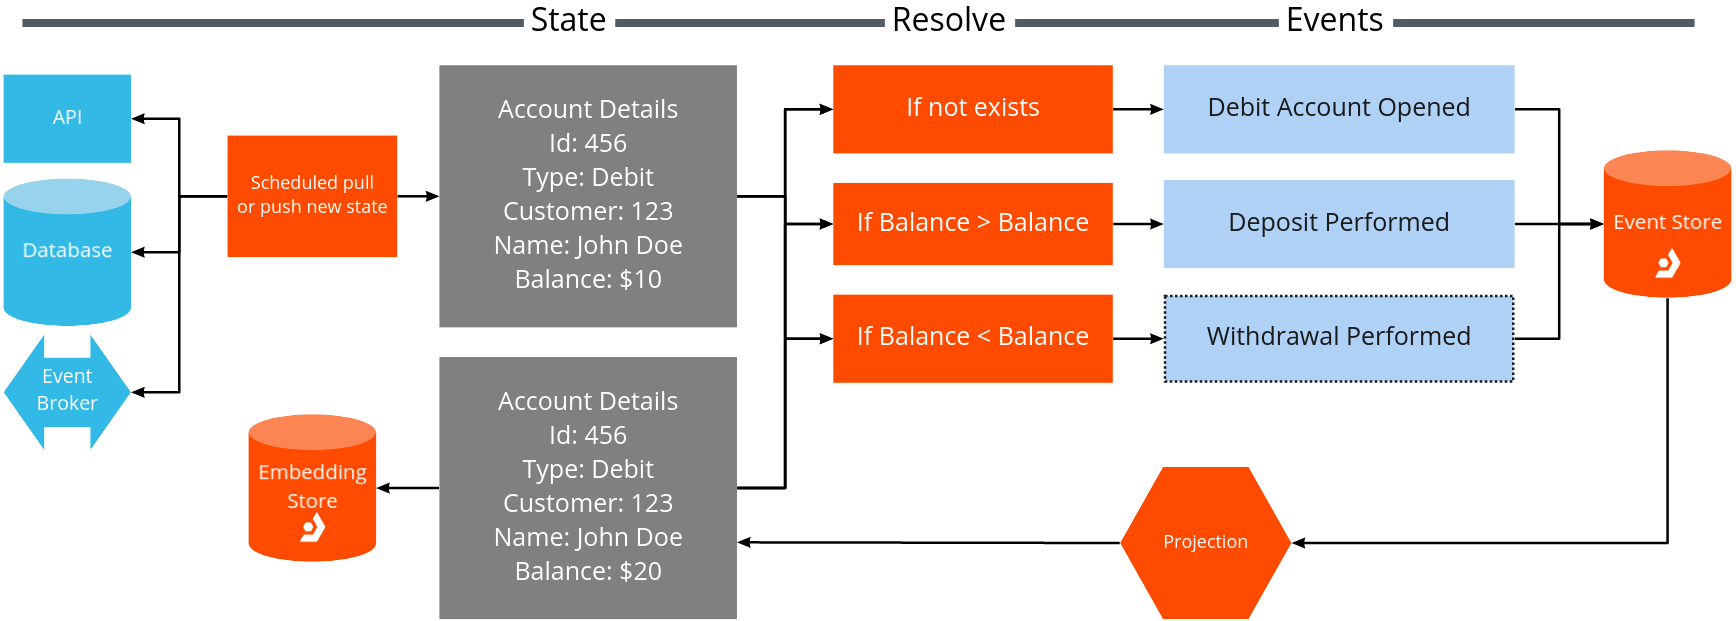 State
Resolve
Events
API
Database
Event
Broker
Scheduled pull
or push new state
Account Details
Id: 456
Type: Debit
Customer: 123
Name: John Doe
Balance: $10
If not exists
If Balance > Balance
If Balance < Balance
Debit Account Opened
Deposit Performed
Withdrawal Performed
Event Store
Embedding
Store
Account Details
Id: 456
Type: Debit
Customer: 123
Name: John Doe
Balance: $20
Projection